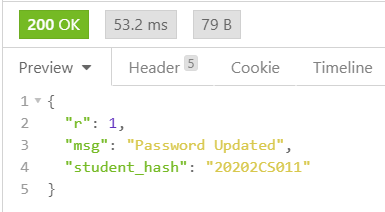 200 OK 53.2 ms 79 B
Preview Header 5 Cookie Timeline
1 {
2 "r": 1,
3 "msg": "Password Updated",
4 "student_hash": "20202CS011"
5 }